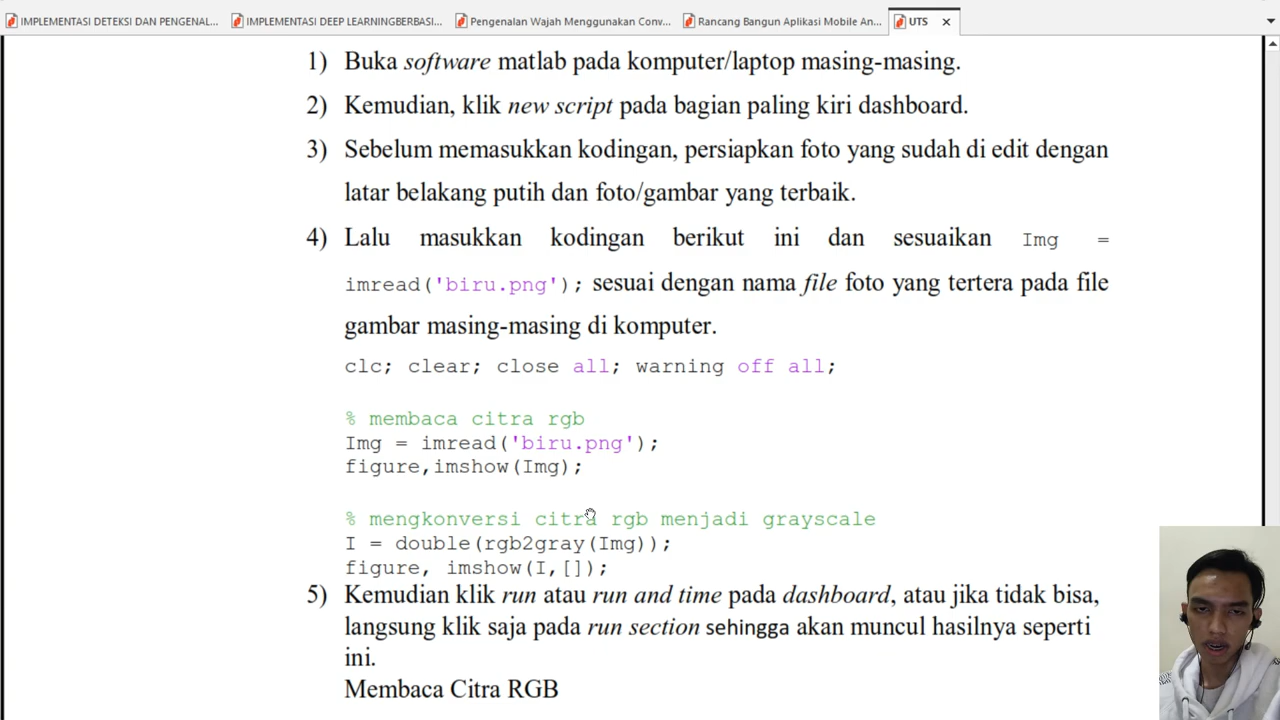 IMPLEMENTASI DETEKSI DAN PENGENAL...
IMPLEMENTASI DEEP LEARNINGBERBASI...
Pengenalan Wajah Menggunakan Conv...
Rancang Bangun Aplikasi Mobile An...
UTS
1) Buka software matlab pada komputer/laptop masing-masing.
2) Kemudian, klik new script pada bagian paling kiri dashboard.
3) Sebelum memasukkan kodingan, persiapkan foto yang sudah di edit dengan
latar belakang putih dan foto/gambar yang terbaik.
4) Lalu masukkan kodingan berikut ini dan sesuaikan Img =
imread('biru.png'); sesuai dengan nama file foto yang tertera pada file
gambar masing-masing di komputer.
clc; clear; close all; warning off all;
% membaca citra rgb
Img = imread('biru.png');
figure,imshow(Img);
% mengkonversi citra rgb menjadi grayscale
I = double(rgb2gray(Img));
figure, imshow(I,[]);
5) Kemudian klik run atau run and time pada dashboard, atau jika tidak bisa,
langsung klik saja pada run section sehingga akan muncul hasilnya seperti
ini.
Membaca Citra RGB